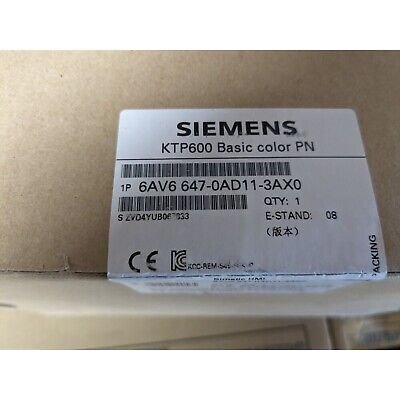 SIEMENS
KTP600 Basic color PN
1P 6AV6 647-0AD11-3AX0
QTY: 1
E-STAND: 08
(版本)
CE
PACKING